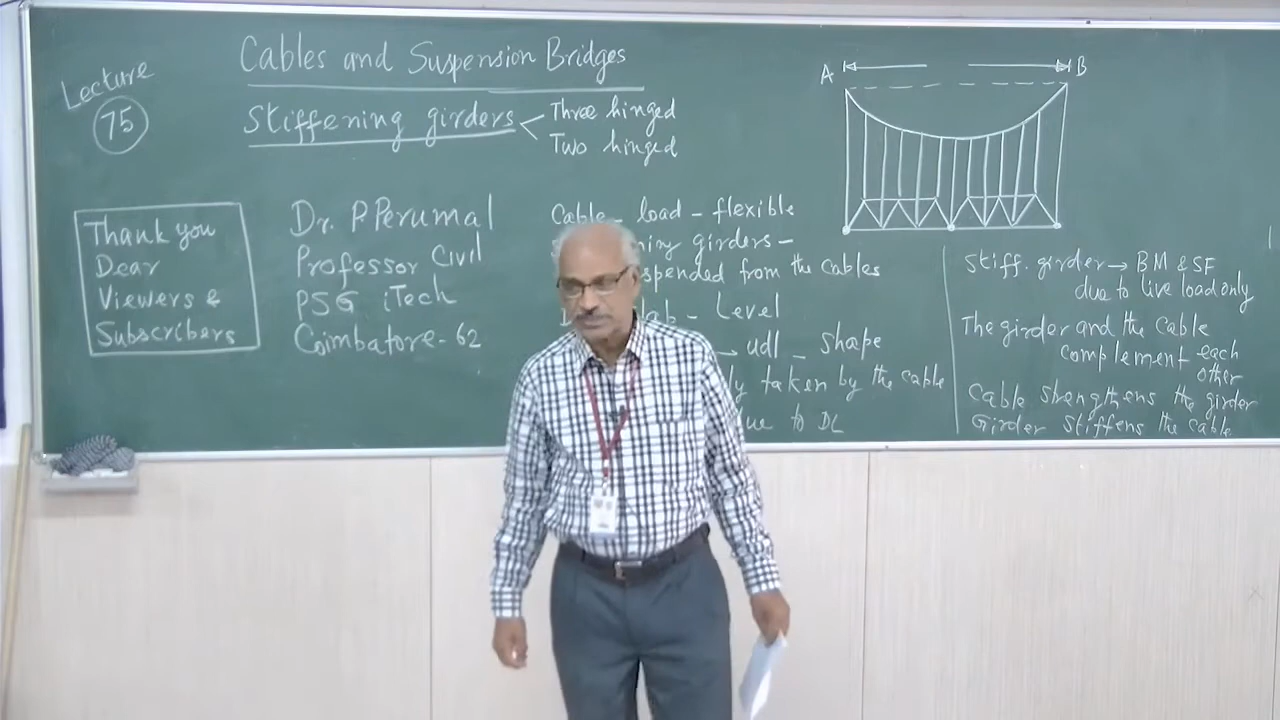 Lecture
75
Cables and Suspension Bridges
Stiffening girders
Three hinged
Two hinged
Thank you
Dear
Viewers &
Subscribers
Dr. P Perumal
Professor Civil
PSG iTech
Coimbatore - 62
Cable - load - flexible
girders -
from the cables
- Level
→ udl - shape
taken by the cable
to DL
A
B
Stiff. girder → BM & SF
due to live load only
The girder and the cable
complement each
other
Cable strengthens the girder
Girder stiffens the cable